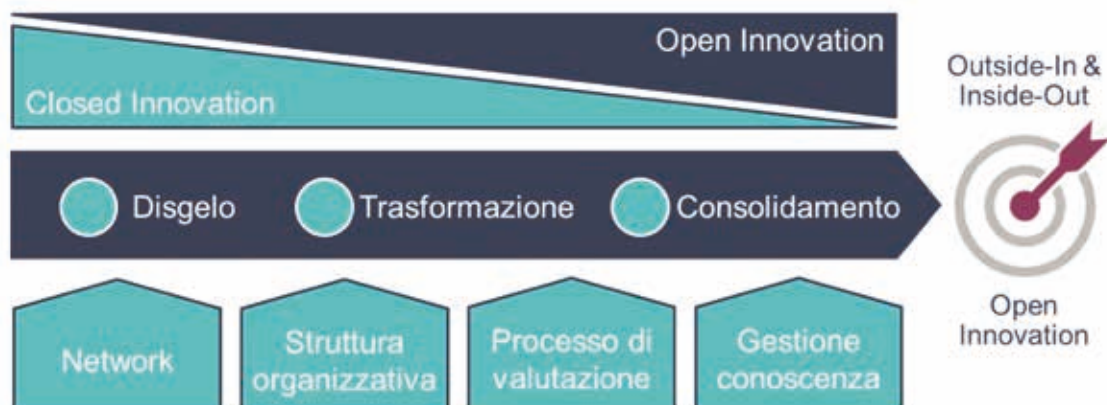 Open Innovation
Closed Innovation
Outside-In &
Inside-Out
Disgelo
Trasformazione
Consolidamento
Open
Innovation
Network
Struttura
organizzativa
Processo di
valutazione
Gestione
conoscenza